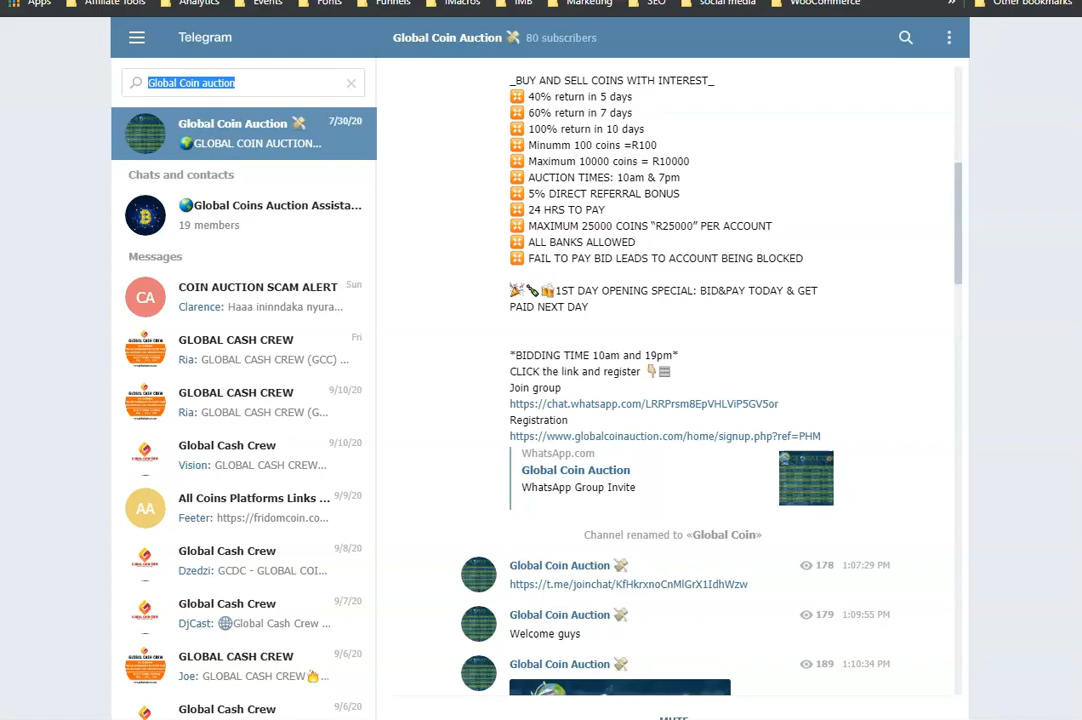 Apps
Affiliate Tools
Analytics
Events
Fonts
Funnels
iMacros
IMB
Marketing
SEO
social media
WooCommerce
»
Other bookmarks
Telegram
Global Coin Auction 💸 80 subscribers
Global Coin auction
Global Coin Auction 💸 7/30/20
🌍GLOBAL COIN AUCTION...
Chats and contacts
🌏Global Coins Auction Assista...
19 members
Messages
CA
COIN AUCTION SCAM ALERT Sun
Clarence: Haaa ininndaka nyura...
GLOBAL CASH CREW Fri
Ria: GLOBAL CASH CREW (GCC) ...
GLOBAL CASH CREW 9/10/20
Ria: GLOBAL CASH CREW (G...
Global Cash Crew 9/10/20
Vision: GLOBAL CASH CREW...
AA
All Coins Platforms Links ... 9/9/20
Feeter: https://fridomcoin.co...
Global Cash Crew 9/8/20
Dzedzi: GCDC - GLOBAL COI...
Global Cash Crew 9/7/20
DjCast: 🌐Global Cash Crew ...
GLOBAL CASH CREW 9/6/20
Joe: GLOBAL CASH CREW🔥...
Global Cash Crew 9/6/20
_BUY AND SELL COINS WITH INTEREST_
💢 40% return in 5 days
💢 60% return in 7 days
💢 100% return in 10 days
💢 Minumm 100 coins =R100
💢 Maximum 10000 coins = R10000
💢 AUCTION TIMES: 10am & 7pm
💢 5% DIRECT REFERRAL BONUS
💢 24 HRS TO PAY
💢 MAXIMUM 25000 COINS “R25000” PER ACCOUNT
💢 ALL BANKS ALLOWED
💢 FAIL TO PAY BID LEADS TO ACCOUNT BEING BLOCKED
🎉🍾🍻1ST DAY OPENING SPECIAL: BID&PAY TODAY & GET
PAID NEXT DAY
*BIDDING TIME 10am and 19pm*
CLICK the link and register 👇🏼
Join group
https://chat.whatsapp.com/LRRPrsm8EpVHLViP5GV5or
Registration
https://www.globalcoinauction.com/home/signup.php?ref=PHM
WhatsApp.com
Global Coin Auction
WhatsApp Group Invite
Channel renamed to «Global Coin»
Global Coin Auction 💸 178 1:07:29 PM
https://t.me/joinchat/KfHkrxnoCnMlGrX1IdhWzw
Global Coin Auction 💸 179 1:09:55 PM
Welcome guys
Global Coin Auction 💸 189 1:10:34 PM